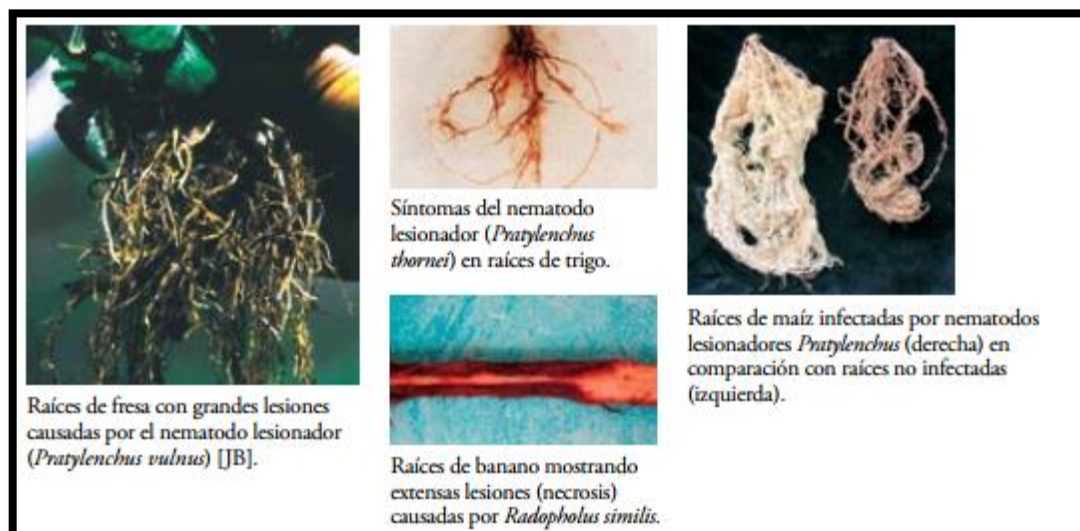 Raíces de fresa con grandes lesiones
causadas por el nematodo lesionador
(Pratylenchus vulnus) [JB].
Síntomas del nematodo
lesionador (Pratylenchus
thornei) en raíces de trigo.
Raíces de banano mostrando
extensas lesiones (necrosis)
causadas por Radopholus similis.
Raíces de maíz infectadas por nematodos
lesionadores Pratylenchus (derecha) en
comparación con raíces no infectadas
(izquierda).